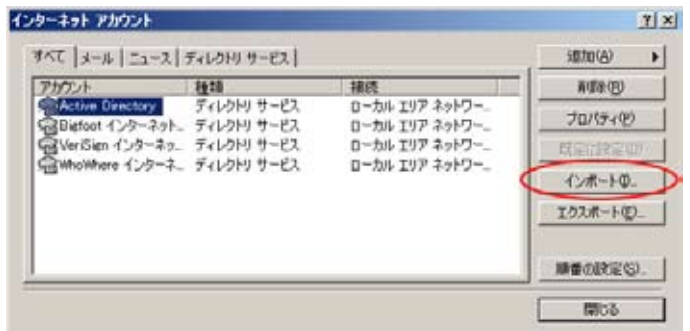 インターネット アカウント
すべて メール ニュース ディレクトリ サービス
追加(A)
アカウント 種類 接続
削除(R)
Active Directory ディレクトリ サービス ローカル エリア ネットワー...
Bigfoot インターネット... ディレクトリ サービス ローカル エリア ネットワー...
プロパティ(P)
VeriSign インターネッ... ディレクトリ サービス ローカル エリア ネットワー...
既定に設定(D)
WhoWhere インターネ... ディレクトリ サービス ローカル エリア ネットワー...
インポート(I)...
エクスポート(E)...
順番の設定(S)...
閉じる